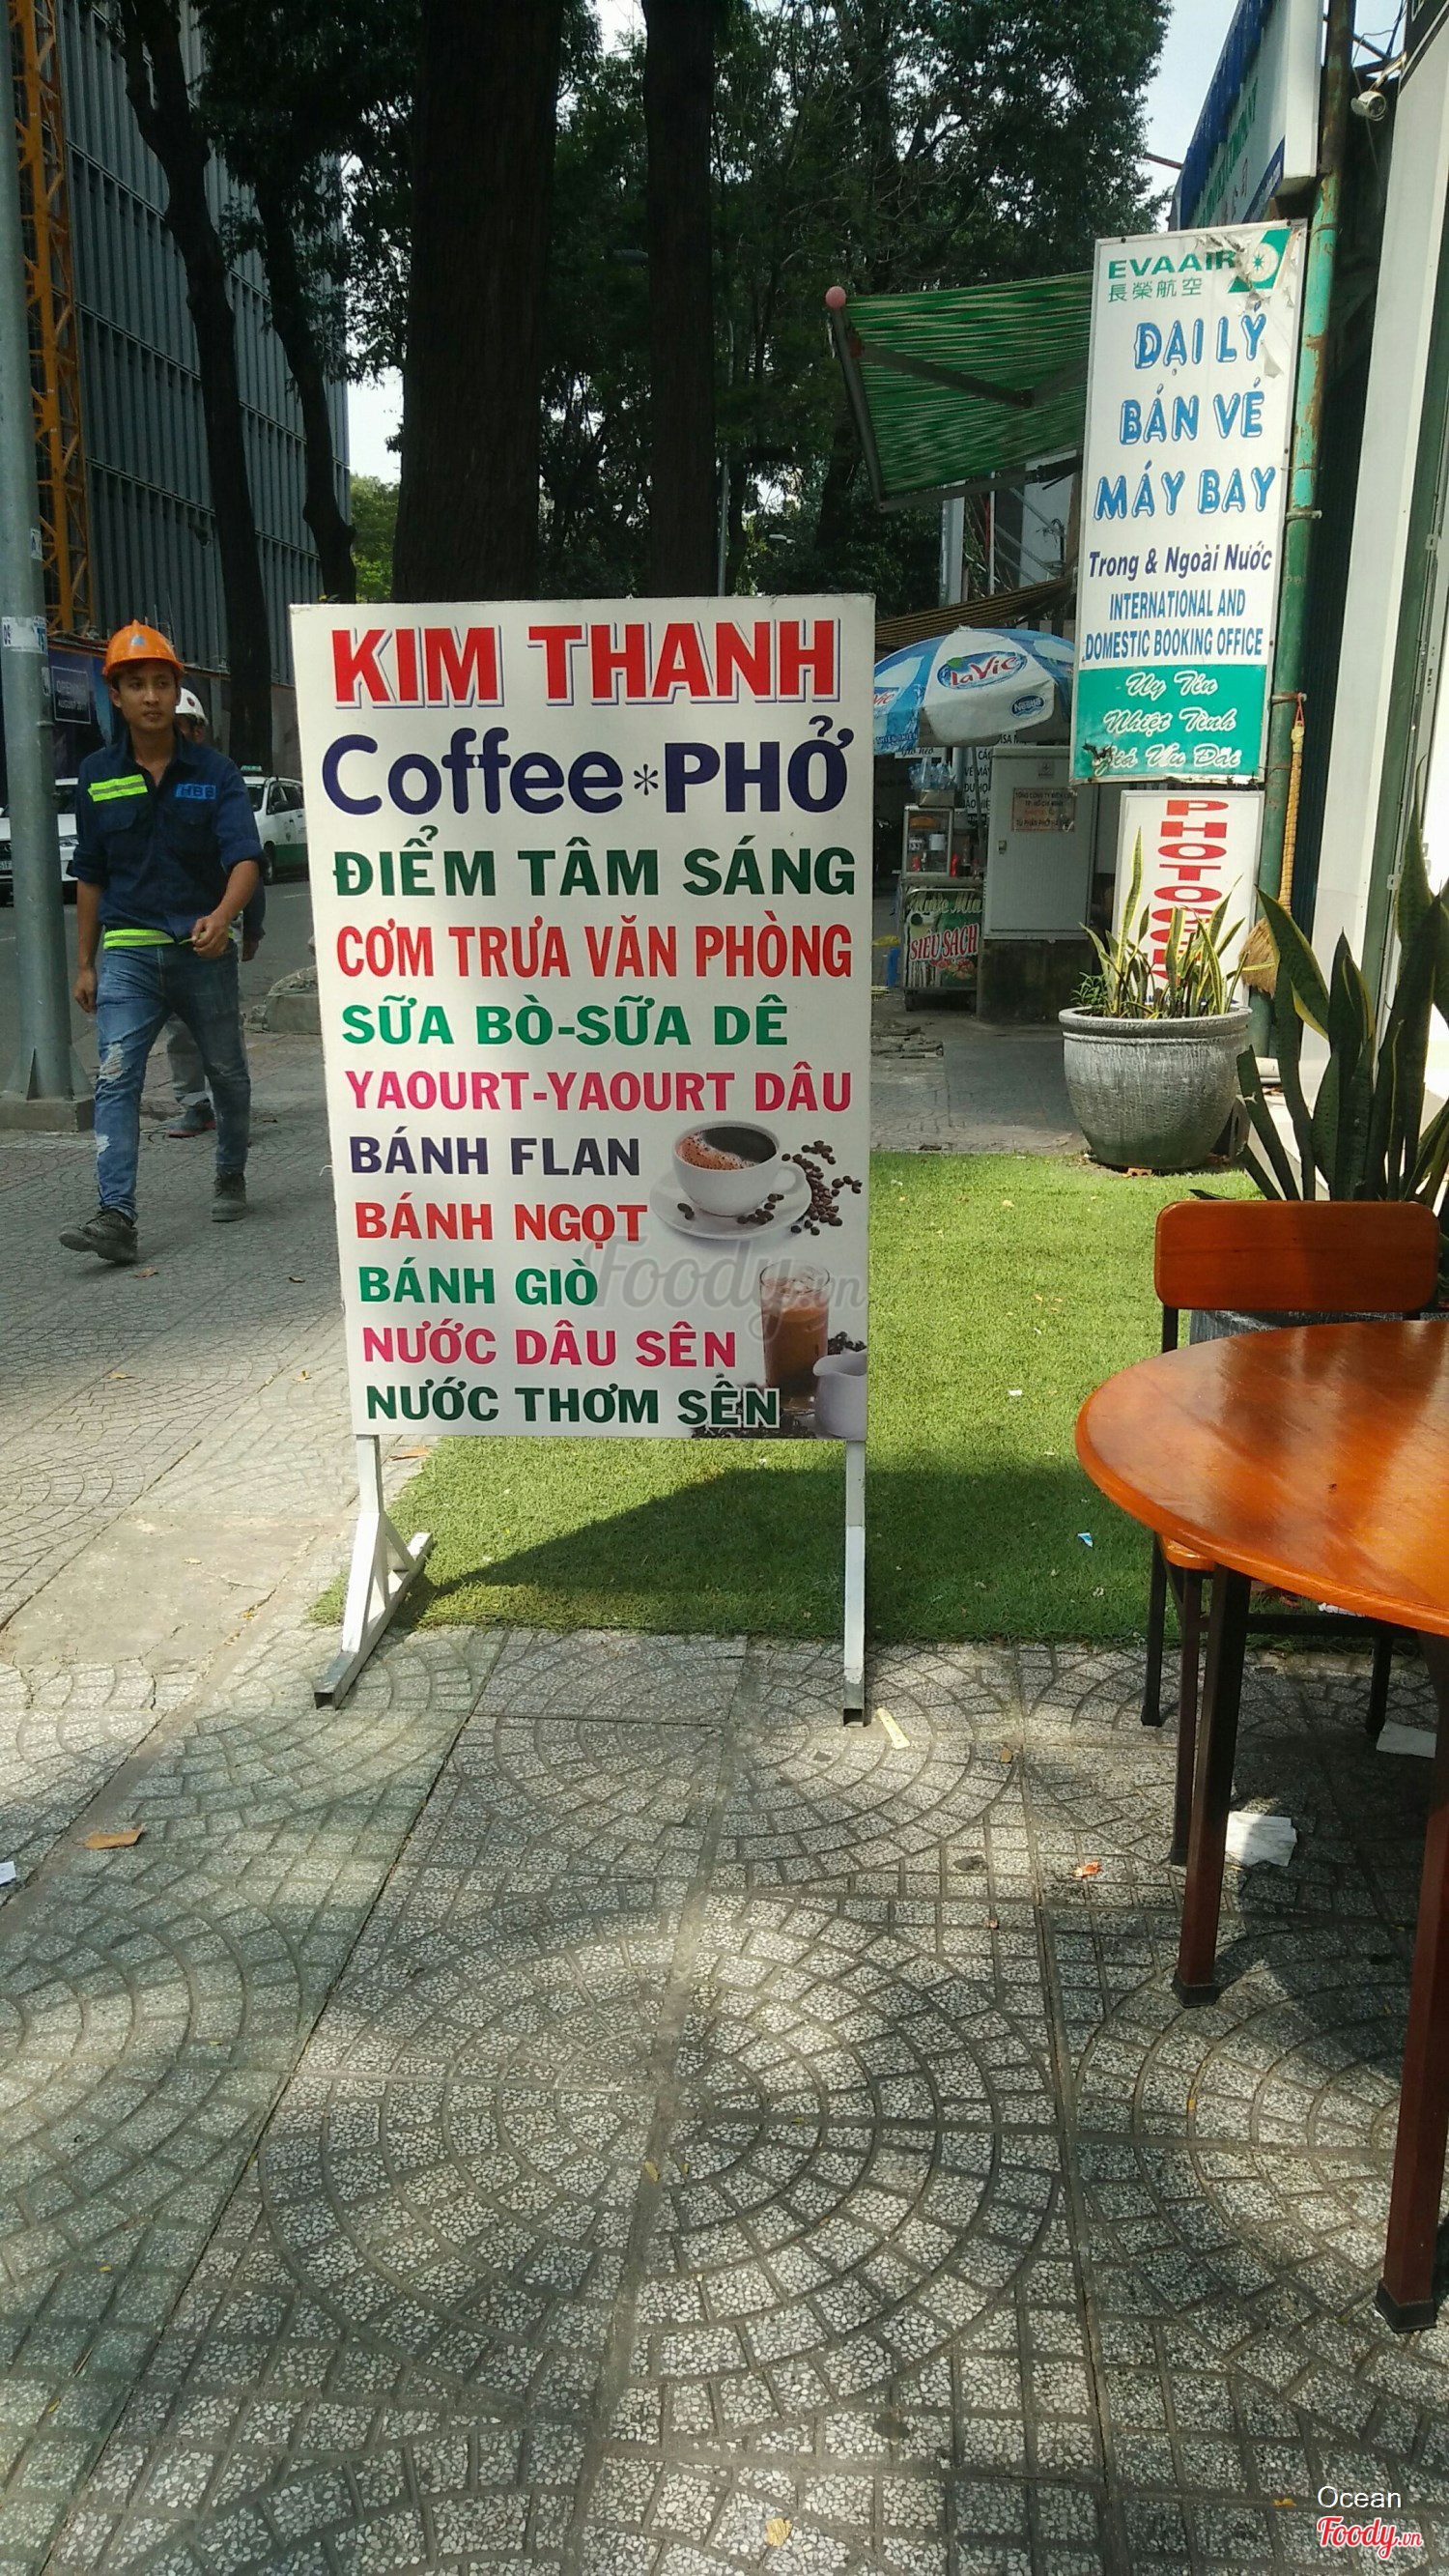 KIM THANH
Coffee*PHỞ
ĐIỂM TÂM SÁNG
CƠM TRƯA VĂN PHÒNG
SỮA BÒ-SỮA DÊ
YAOURT-YAOURT DÂU
BÁNH FLAN
BÁNH NGỌT
BÁNH GIÒ
NƯỚC DÂU SÊN
NƯỚC THƠM SÊN
Foody.vn
EVAAIR
長榮航空
ĐẠI LÝ
BÁN VÉ
MÁY BAY
Trong & Ngoài Nước
INTERNATIONAL AND
DOMESTIC BOOKING OFFICE
Uy Tín
Nhiệt Tình
Giá Ưu Đãi
LaVie
SIÊU SẠCH
HBB
Ocean
Foody.vn